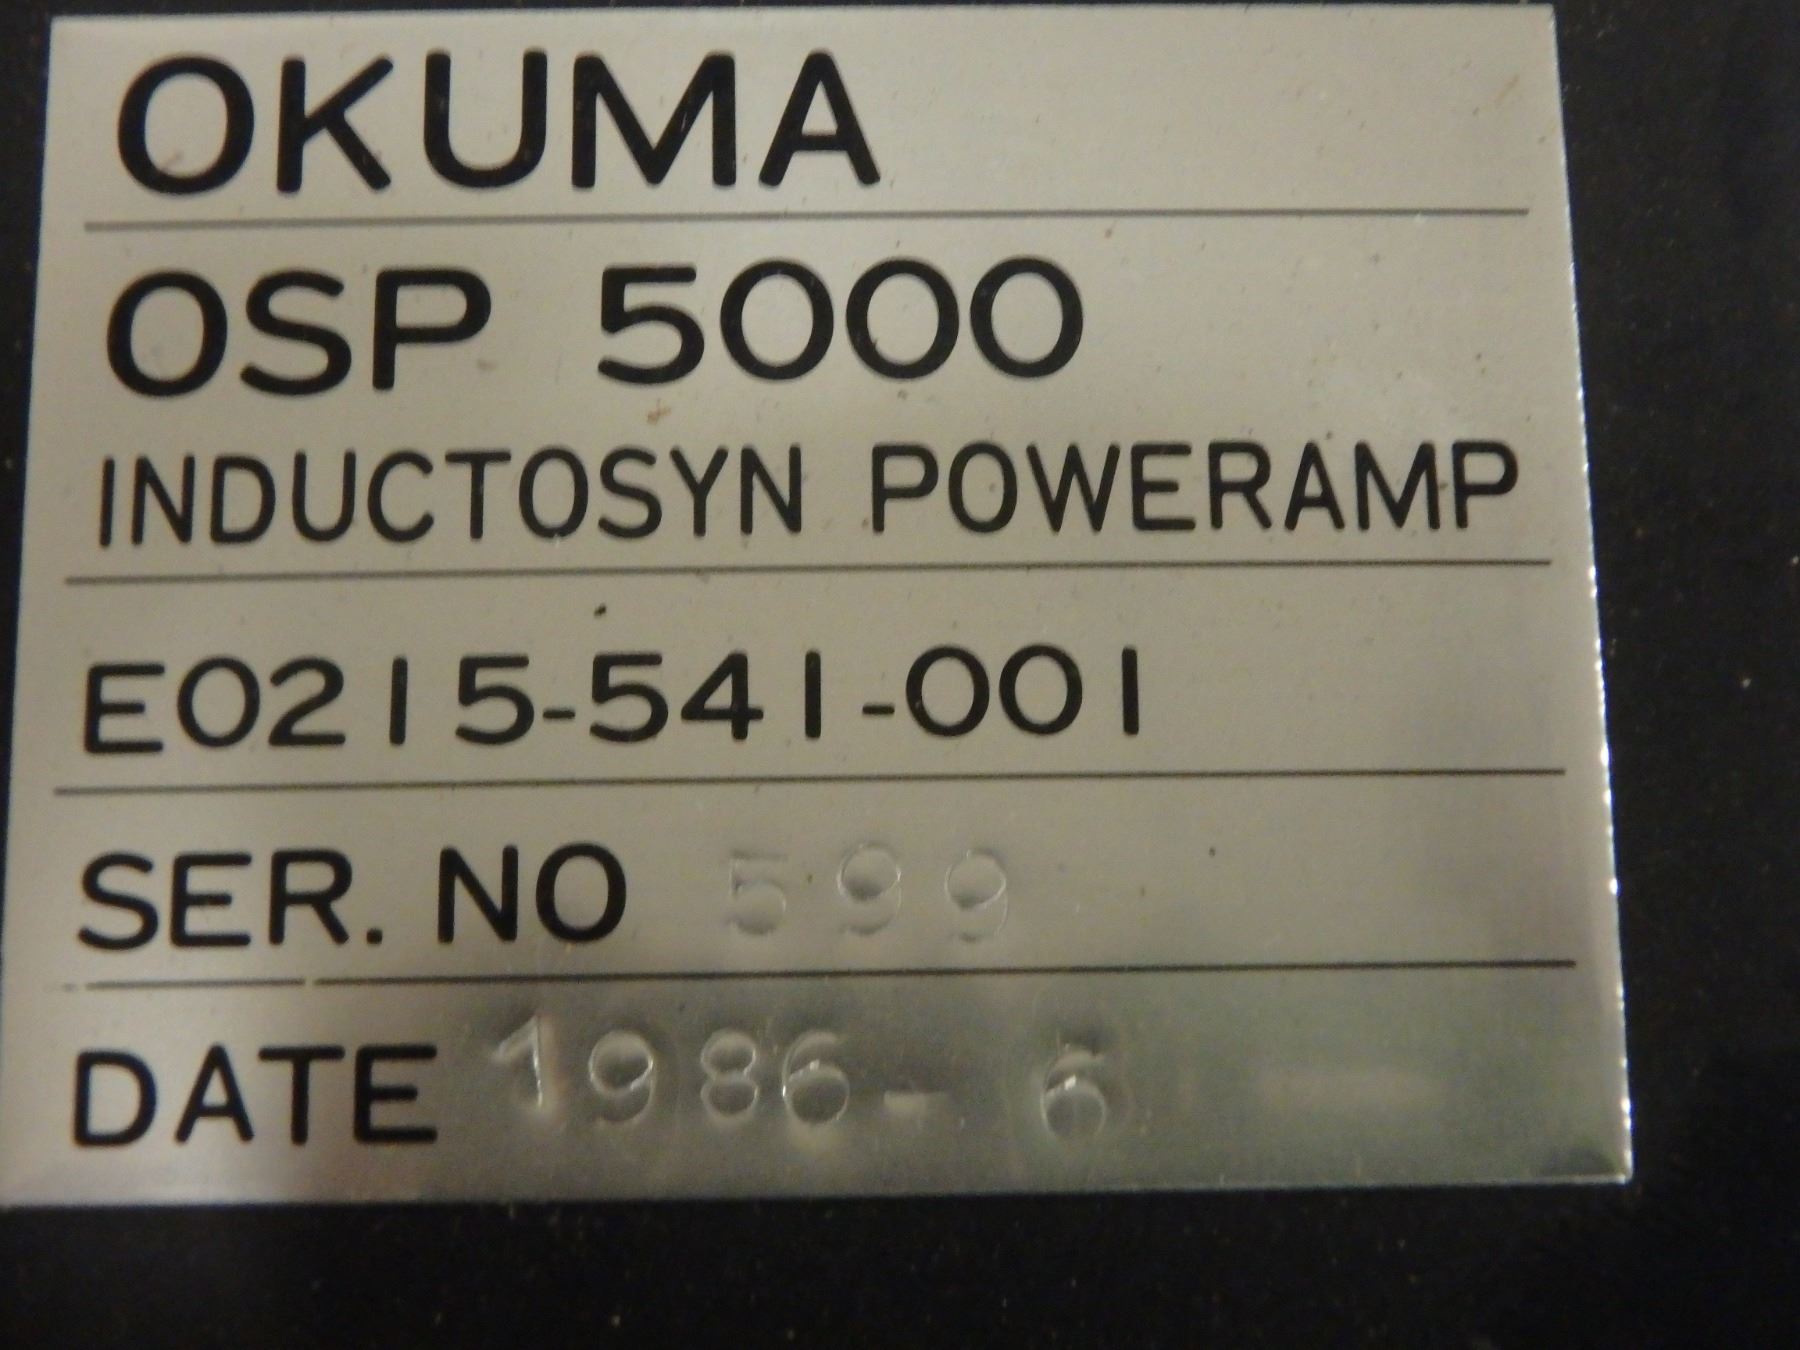 OKUMA
OSP 5000
INDUCTOSYN POWERAMP
E0215-541-001
SER. NO 599
DATE 1986-6